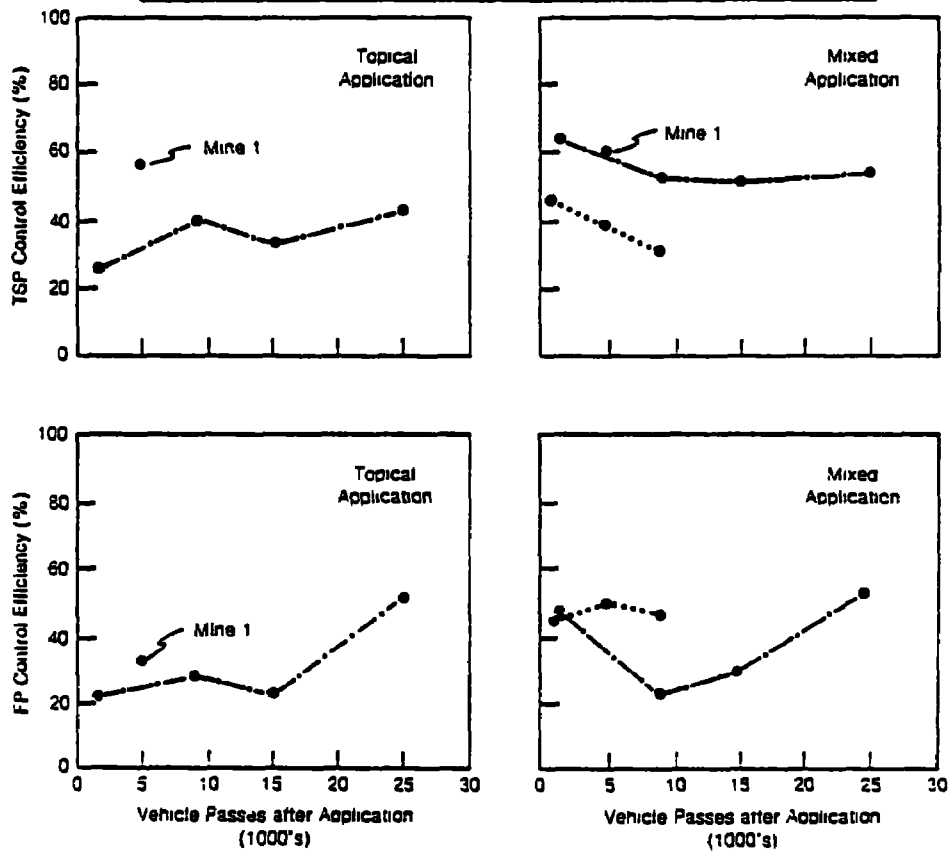 100
80
60
40
20
0
TSP Control Efficiency (%)
Topical
Application
Mine 1
Mixed
Application
Mine 1
100
80
60
40
20
0
FP Control Efficiency (%)
Topical
Application
Mine 1
0 5 10 15 20 25 30
Vehicle Passes after Application
(1000's)
Mixed
Application
0 5 10 15 20 25 30
Vehicle Passes after Application
(1000's)